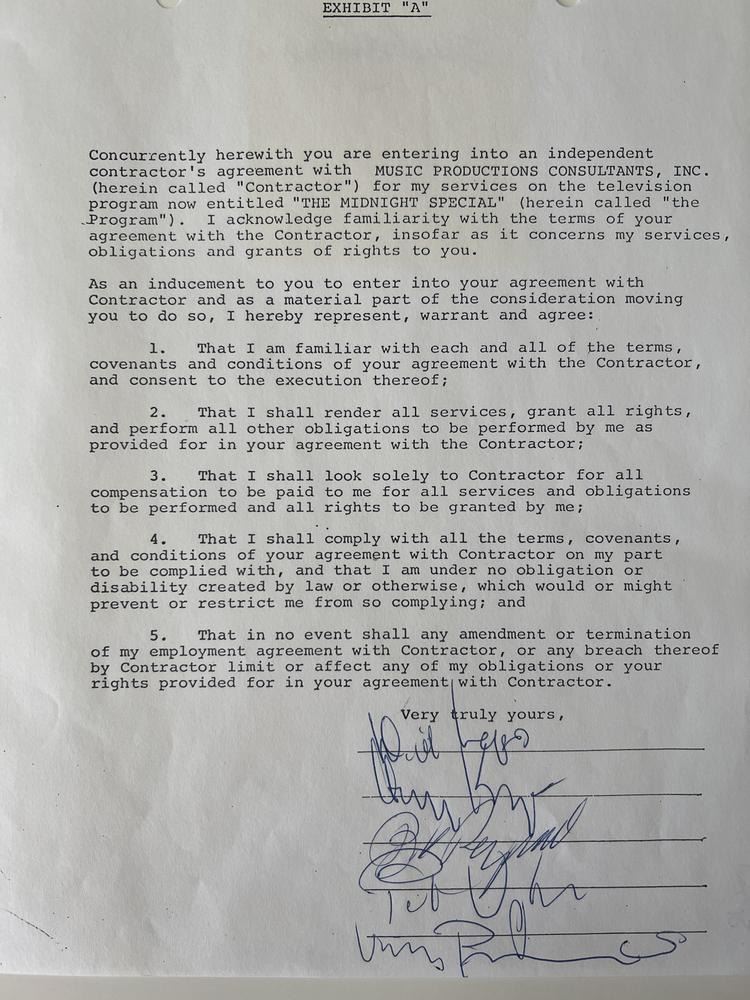 EXHIBIT "A"
Concurrently herewith you are entering into an independent
contractor's agreement with MUSIC PRODUCTIONS CONSULTANTS, INC.
(herein called "Contractor") for my services on the television
program now entitled "THE MIDNIGHT SPECIAL" (herein called "the
Program"). I acknowledge familiarity with the terms of your
agreement with the Contractor, insofar as it concerns my services,
obligations and grants of rights to you.
As an inducement to you to enter into your agreement with
Contractor and as a material part of the consideration moving
you to do so, I hereby represent, warrant and agree:
1. That I am familiar with each and all of the terms,
covenants and conditions of your agreement with the Contractor,
and consent to the execution thereof;
2. That I shall render all services, grant all rights,
and perform all other obligations to be performed by me as
provided for in your agreement with the Contractor;
3. That I shall look solely to Contractor for all
compensation to be paid to me for all services and obligations
to be performed and all rights to be granted by me;
4. That I shall comply with all the terms, covenants,
and conditions of your agreement with Contractor on my part
to be complied with, and that I am under no obligation or
disability created by law or otherwise, which would or might
prevent or restrict me from so complying; and
5. That in no event shall any amendment or termination
of my employment agreement with Contractor, or any breach thereof
by Contractor limit or affect any of my obligations or your
rights provided for in your agreement with Contractor.
Very truly yours,